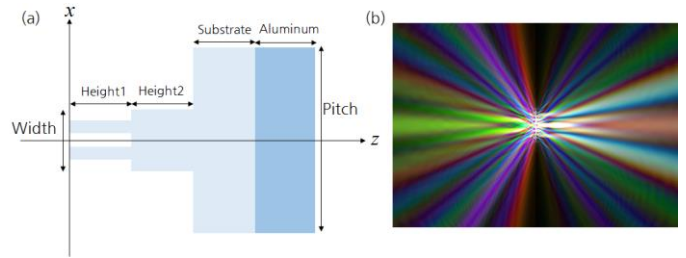 (a)
x
Substrate Aluminum
Height1 Height2
Width
Pitch
z
(b)